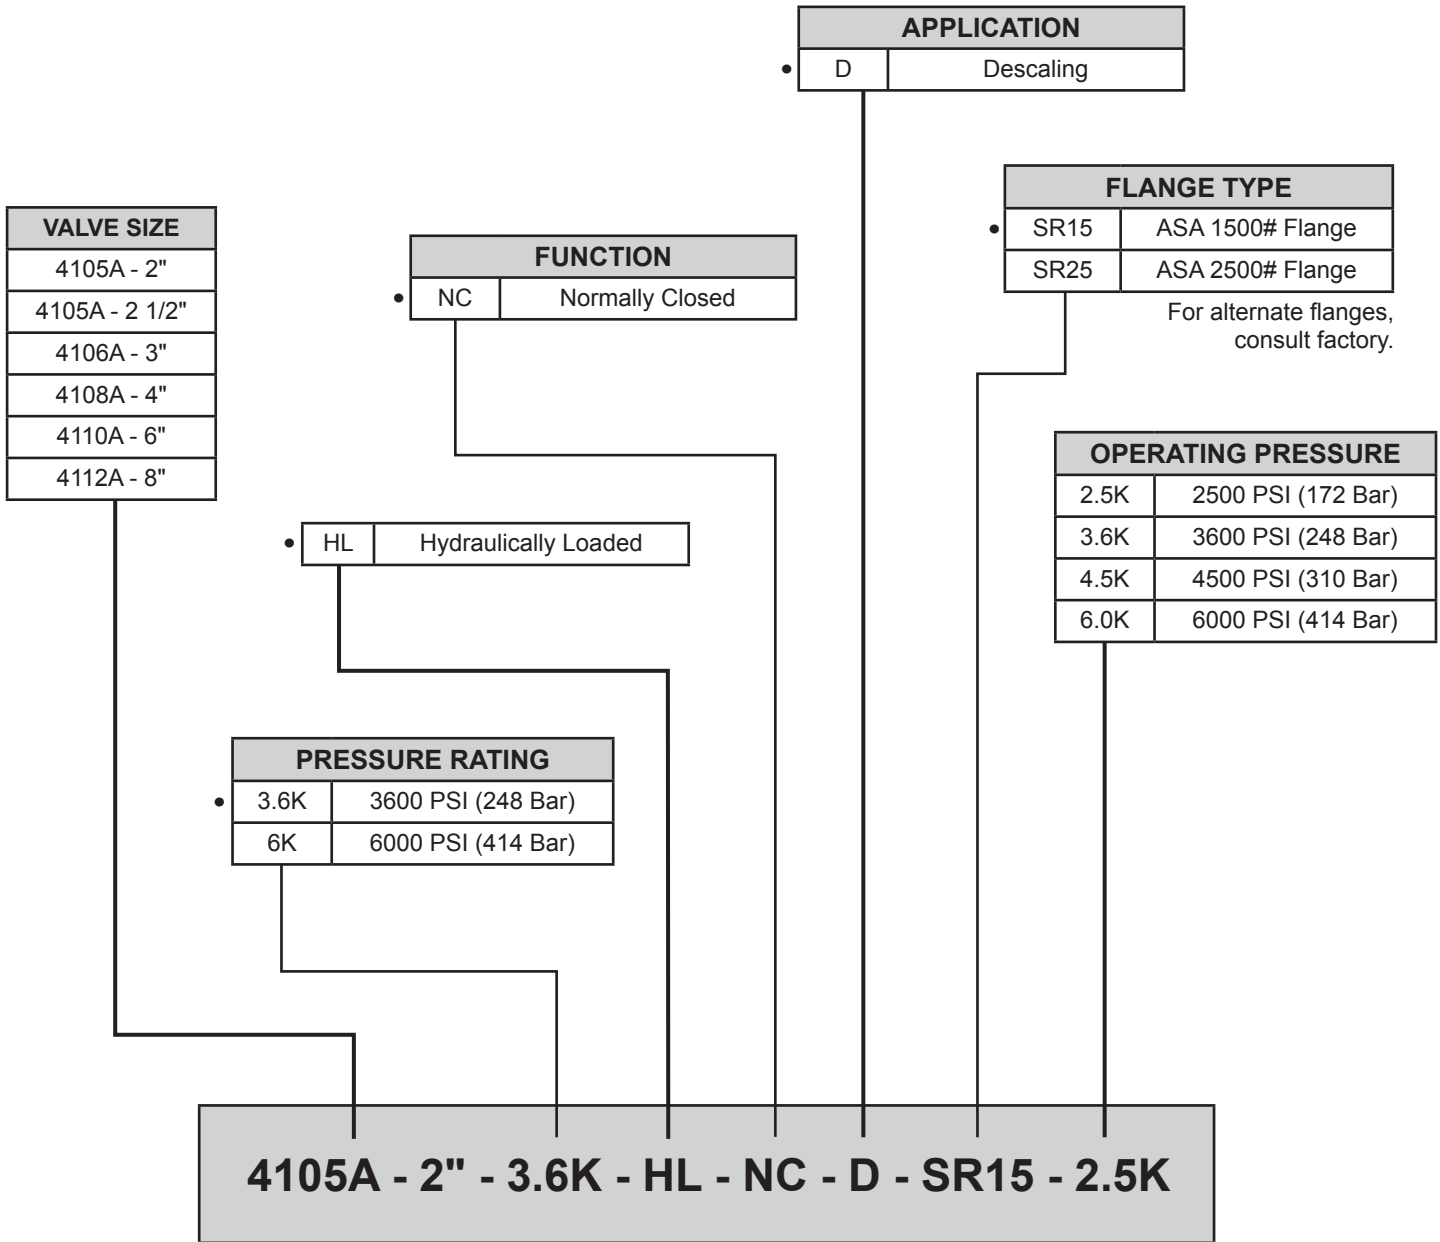 APPLICATION
• D Descaling
FLANGE TYPE
• SR15 ASA 1500# Flange
SR25 ASA 2500# Flange
For alternate flanges,
consult factory.
VALVE SIZE
4105A - 2"
4105A - 2 1/2"
4106A - 3"
4108A - 4"
4110A - 6"
4112A - 8"
FUNCTION
• NC Normally Closed
OPERATING PRESSURE
2.5K 2500 PSI (172 Bar)
3.6K 3600 PSI (248 Bar)
4.5K 4500 PSI (310 Bar)
6.0K 6000 PSI (414 Bar)
• HL Hydraulically Loaded
PRESSURE RATING
• 3.6K 3600 PSI (248 Bar)
6K 6000 PSI (414 Bar)
4105A - 2" - 3.6K - HL - NC - D - SR15 - 2.5K